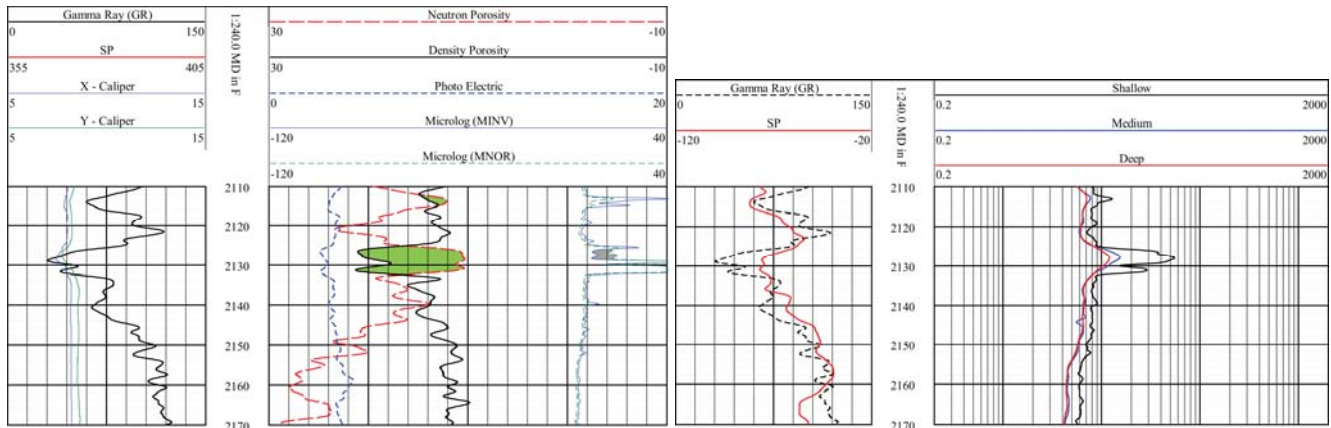 Gamma Ray (GR)
0 150
SP
355 405
X - Caliper
5 15
Y - Caliper
5 15
1:240.0 MD in F
Neutron Porosity
30 -10
Density Porosity
30 -10
Photo Electric
0 20
Microlog (MINV)
-120 40
Microlog (MNOR)
-120 40
2110
2120
2130
2140
2150
2160
2170
Gamma Ray (GR)
0 150
SP
-120 -20
1:240.0 MD in F
Shallow
0.2 2000
Medium
0.2 2000
Deep
0.2 2000
2110
2120
2130
2140
2150
2160
2170